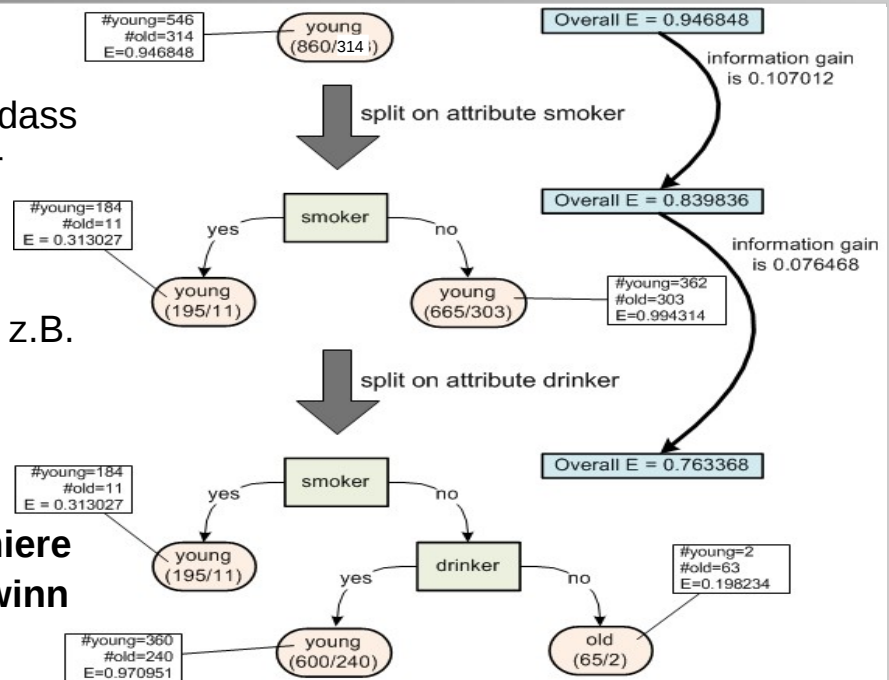 #young=546
#old=314
E=0.946848
young
(860/314)
Overall E = 0.946848
information gain
is 0.107012
dass
split on attribute smoker
Overall E = 0.839836
#young=184
#old=11
E = 0.313027
smoker
yes
no
young
(195/11)
young
(665/303)
#young=362
#old=303
E=0.994314
information gain
is 0.076468
z.B.
split on attribute drinker
Overall E = 0.763368
#young=184
#old=11
E = 0.313027
smoker
yes
no
young
(195/11)
niere
winn
drinker
yes
no
#young=2
#old=63
E=0.198234
#young=360
#old=240
E=0.970951
young
(600/240)
old
(65/2)